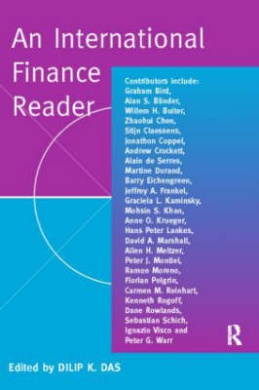 An International
Finance
Reader
Contributors include:
Graham Bird,
Alan S. Blinder,
Willem H. Buiter,
Zhaohui Chen,
Stijn Claessens,
Jonathon Coppel,
Andrew Crockett,
Alain de Serres,
Martine Durand,
Barry Eichengreen,
Jeffrey A. Frankel,
Graciela L. Kaminsky,
Mohsin S. Khan,
Anne O. Krueger,
Hans Peter Lankes,
David A. Marshall,
Allen H. Meltzer,
Peter J. Montiel,
Ramon Moreno,
Florian Pelgrin,
Carmen M. Reinhart,
Kenneth Rogoff,
Dane Rowlands,
Sebastian Schich,
Ignazio Visco and
Peter G. Warr
R
Edited by DILIP K. DAS